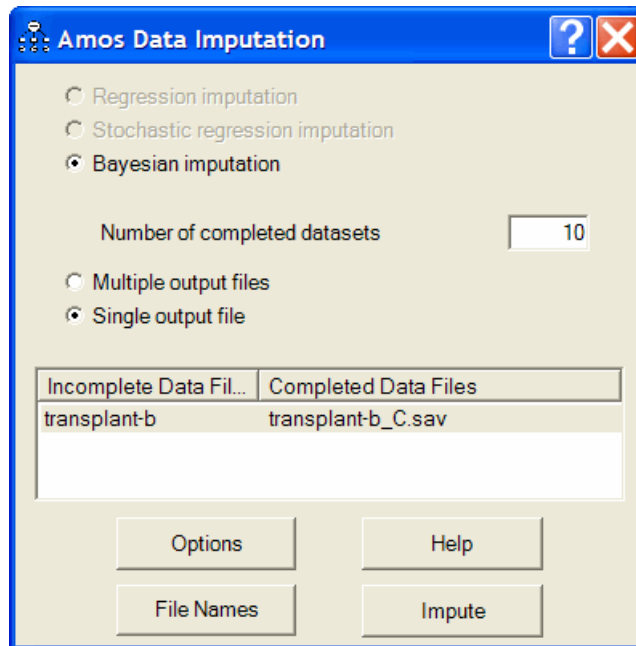 Amos Data Imputation
Regression imputation
Stochastic regression imputation
Bayesian imputation
Number of completed datasets 10
Multiple output files
Single output file
Incomplete Data Fil... Completed Data Files
transplant-b transplant-b_C.sav
Options Help
File Names Impute